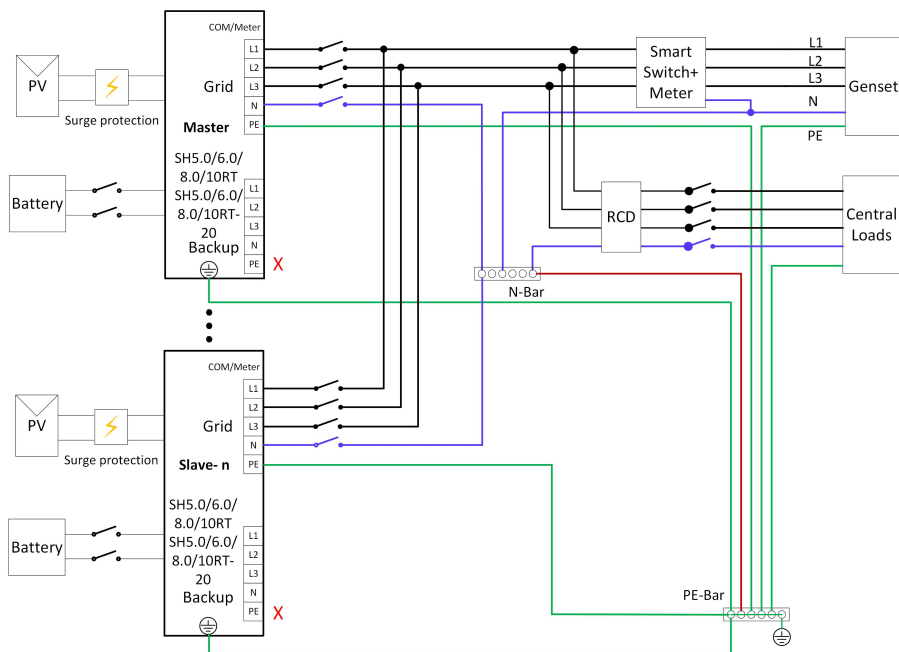 COM/Meter
L1
L2
L3
N
PE
Grid
Master
PV
Surge protection
SH5.0/6.0/
8.0/10RT
SH5.0/6.0/
8.0/10RT-
20
Backup
L1
L2
L3
N
PE
X
Battery
Smart
Switch+
Meter
L1
L2
L3
N
PE
Genset
RCD
Central
Loads
N-Bar
COM/Meter
L1
L2
L3
N
PE
Grid
Slave- n
PV
Surge protection
SH5.0/6.0/
8.0/10RT
SH5.0/6.0/
8.0/10RT-
20
Backup
L1
L2
L3
N
PE
X
Battery
PE-Bar